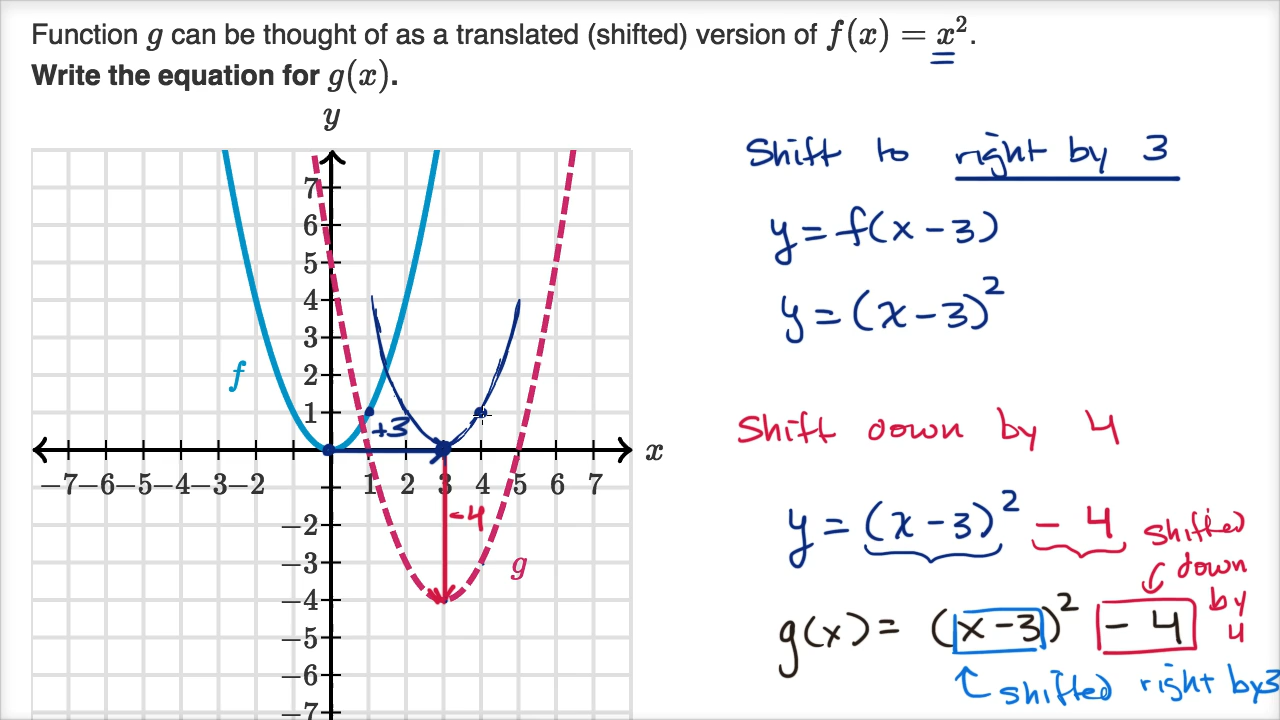 Function g can be thought of as a translated (shifted) version of f(x) = x².
Write the equation for g(x).
y
7
6
5
4
3
2
1
f
+3
x
−7 −6 −5 −4 −3 −2 1 2 3 4 5 6 7
−2
−3
−4
−5
−6
−7
-4
g
Shift to right by 3
y = f(x - 3)
y = (x - 3)²
Shift down by 4
y = (x - 3)² - 4
shifted
down
by
4
g(x) = (x - 3)² - 4
shifted right by 3